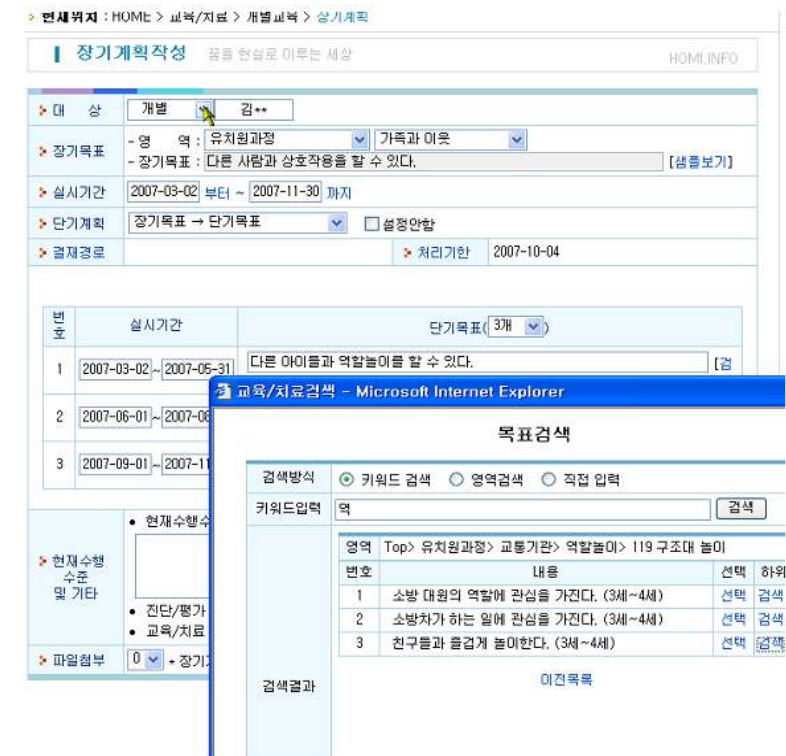 현재위치 : HOME > 교육/치료 > 개별교육 > 장기계획
장기계획작성 꿈을 현실로 이루는 세상 HOMI.INFO
대 상 개별 김**
장기목표 - 영 역 : 유치원과정 가족과 이웃
- 장기목표 : 다른 사람과 상호작용을 할 수 있다. [샘플보기]
실시기간 2007-03-02 부터 ~ 2007-11-30 까지
단기계획 장기목표 → 단기목표 설정안함
결재경로 처리기한 2007-10-04
번호 실시기간 단기목표( 3개 )
1 2007-03-02 ~ 2007-05-31 다른 아이들과 역할놀이를 할 수 있다. [검
교육/치료검색 - Microsoft Internet Explorer
2 2007-06-01 ~ 2007-08
목표검색
3 2007-09-01 ~ 2007-11
검색방식 키워드 검색 영역검색 직접 입력
키워드입력 역 검색
현재수행수
영역 Top> 유치원과정> 교통기관> 역할놀이> 119 구조대 놀이
번호 내용 선택 하위
현재수행
수준
및 기타
1 소방 대원의 역할에 관심을 가진다. (3세~4세) 선택 검색
2 소방차가 하는 일에 관심을 가진다. (3세~4세) 선택 검색
진단/평가
교육/치료
3 친구들과 즐겁게 놀이한다. (3세~4세) 선택 검색
파일첨부 0 * 장기
검색결과 이전목록